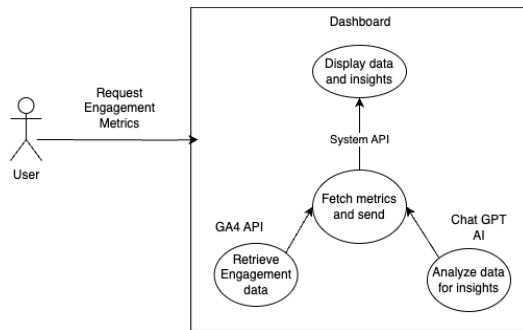 Dashboard
Display data
and insights
Request
Engagement
Metrics
System API
User
Fetch metrics
and send
GA4 API
Chat GPT
AI
Retrieve
Engagement
data
Analyze data
for insights